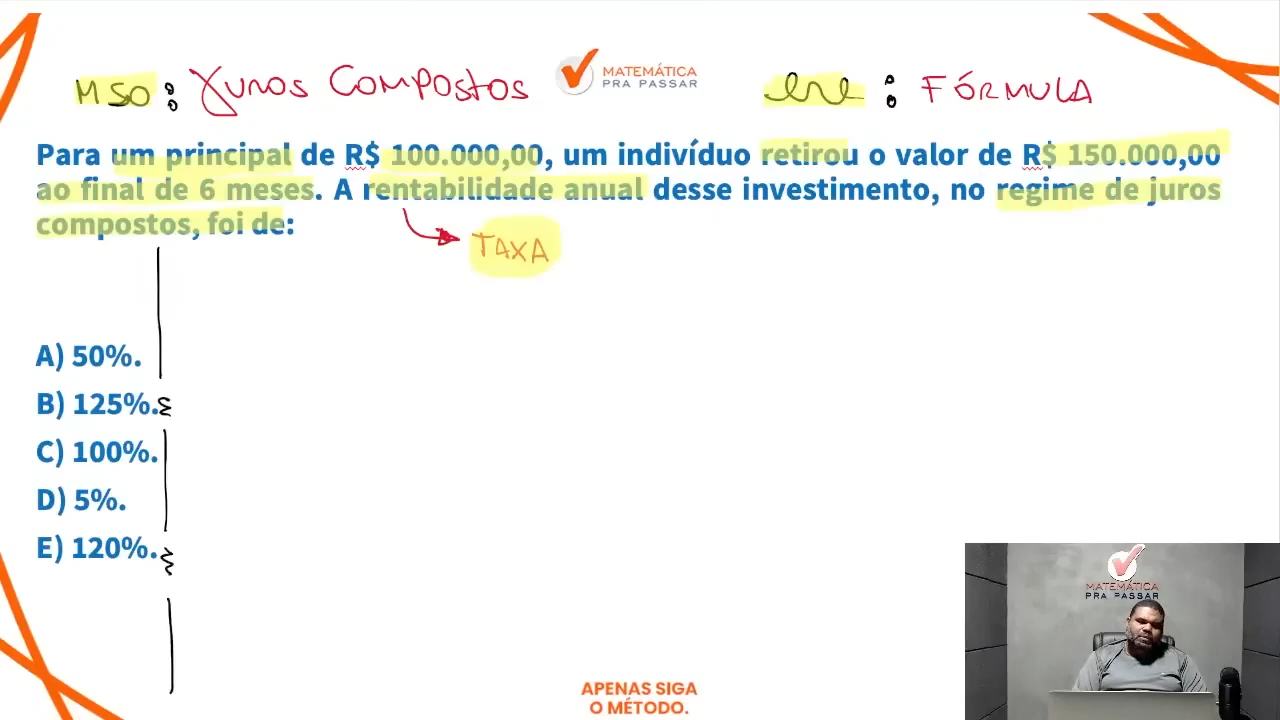 MSO: Juros Compostos
MATEMÁTICA
PRA PASSAR
: FÓRMULA
Para um principal de R$ 100.000,00, um indivíduo retirou o valor de R$ 150.000,00
ao final de 6 meses. A rentabilidade anual desse investimento, no regime de juros
compostos, foi de:
TAXA
A) 50%.
B) 125%.
C) 100%.
D) 5%.
E) 120%.
MATEMÁTICA
PRA PASSAR
APENAS SIGA
O MÉTODO.